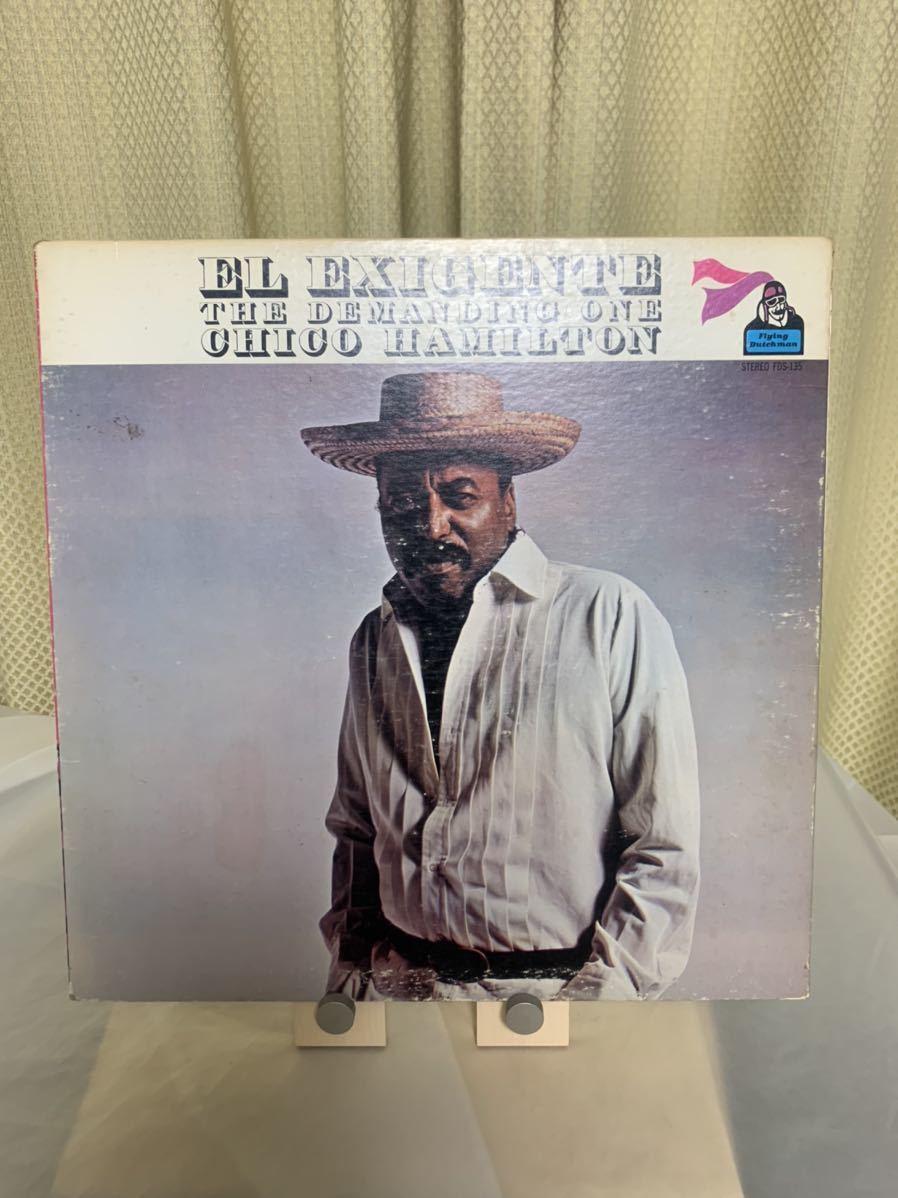 EL EXIGENTE
THE DEMANDING ONE
CHICO HAMILTON
Flying
Dutchman
STEREO FDS-135